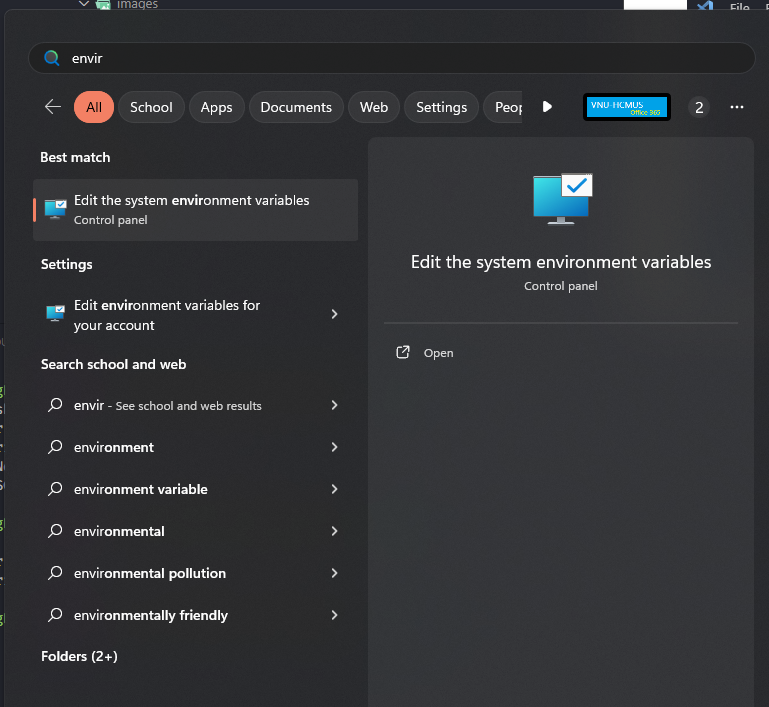 images
File
envir
All
School
Apps
Documents
Web
Settings
Peop
VNU-HCMUS
Office 365
2
Best match
Edit the system environment variables
Control panel
Settings
Edit environment variables for
your account
Search school and web
envir - See school and web results
environment
environment variable
environmental
environmental pollution
environmentally friendly
Folders (2+)
Edit the system environment variables
Control panel
Open